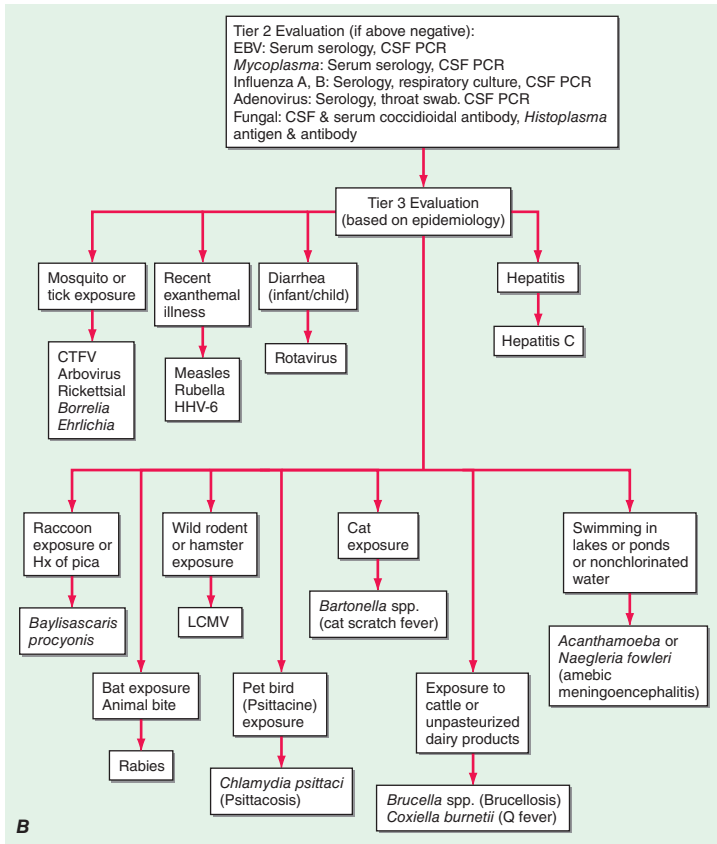 Tier 2 Evaluation (if above negative):
EBV: Serum serology, CSF PCR
Mycoplasma: Serum serology, CSF PCR
Influenza A, B: Serology, respiratory culture, CSF PCR
Adenovirus: Serology, throat swab. CSF PCR
Fungal: CSF & serum coccidioidal antibody, Histoplasma
antigen & antibody
Tier 3 Evaluation
(based on epidemiology)
Mosquito or
tick exposure
CTFV
Arbovirus
Rickettsial
Borrelia
Ehrlichia
Recent
exanthemal
illness
Measles
Rubella
HHV-6
Diarrhea
(infant/child)
Rotavirus
Hepatitis
Hepatitis C
Raccoon
exposure or
Hx of pica
Baylisascaris
procyonis
Bat exposure
Animal bite
Rabies
Wild rodent
or hamster
exposure
LCMV
Pet bird
(Psittacine)
exposure
Chlamydia psittaci
(Psittacosis)
Cat
exposure
Bartonella spp.
(cat scratch fever)
Exposure to
cattle or
unpasteurized
dairy products
Brucella spp. (Brucellosis)
Coxiella burnetii (Q fever)
Swimming in
lakes or ponds
or nonchlorinated
water
Acanthamoeba or
Naegleria fowleri
(amebic
meningoencephalitis)
B